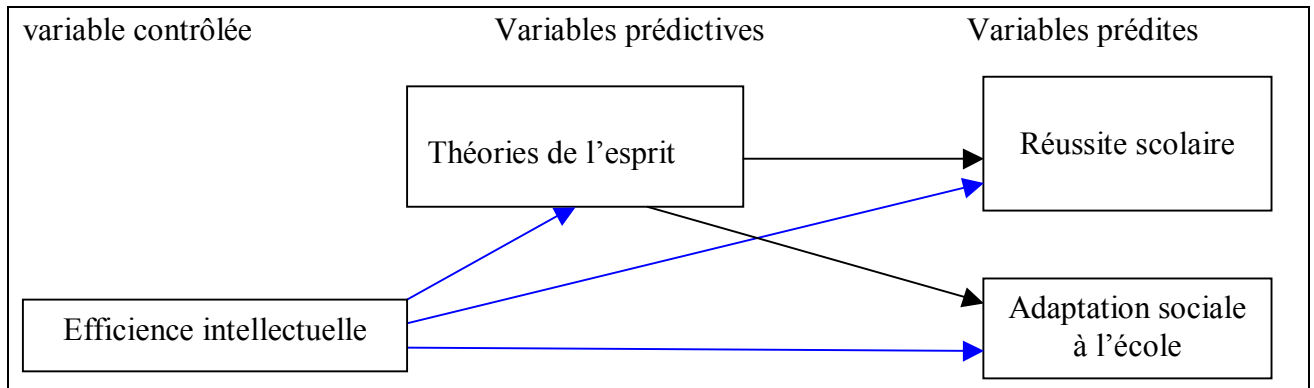 variable contrôlée
Variables prédictives
Variables prédites
Théories de l’esprit
Réussite scolaire
Efficience intellectuelle
Adaptation sociale
à l’école